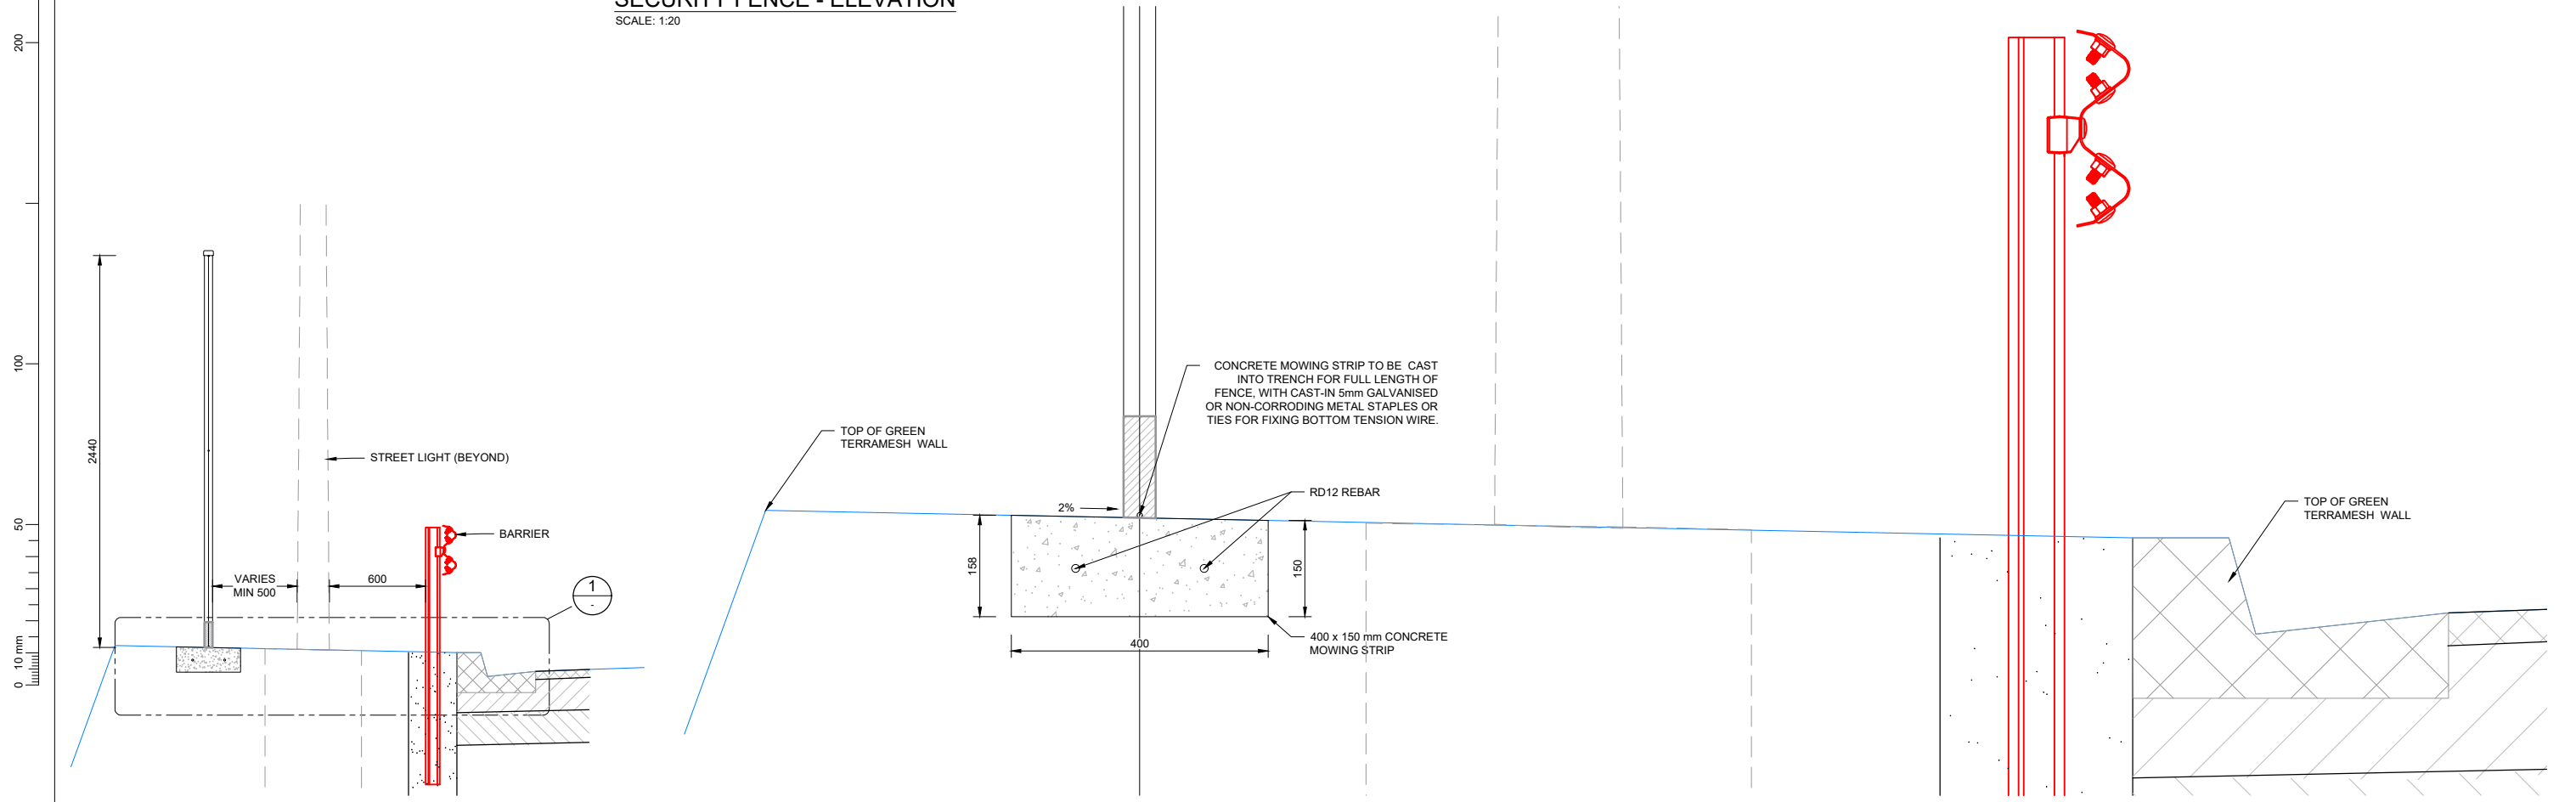 SECURITY FENCE - ELEVATION
SCALE: 1:20
200
100
50
10 mm
0
2440
STREET LIGHT (BEYOND)
BARRIER
VARIES
MIN 500
600
1
-
TOP OF GREEN
TERRAMESH WALL
CONCRETE MOWING STRIP TO BE CAST
INTO TRENCH FOR FULL LENGTH OF
FENCE, WITH CAST-IN 5mm GALVANISED
OR NON-CORRODING METAL STAPLES OR
TIES FOR FIXING BOTTOM TENSION WIRE.
2%
RD12 REBAR
158
150
400
400 x 150 mm CONCRETE
MOWING STRIP
TOP OF GREEN
TERRAMESH WALL